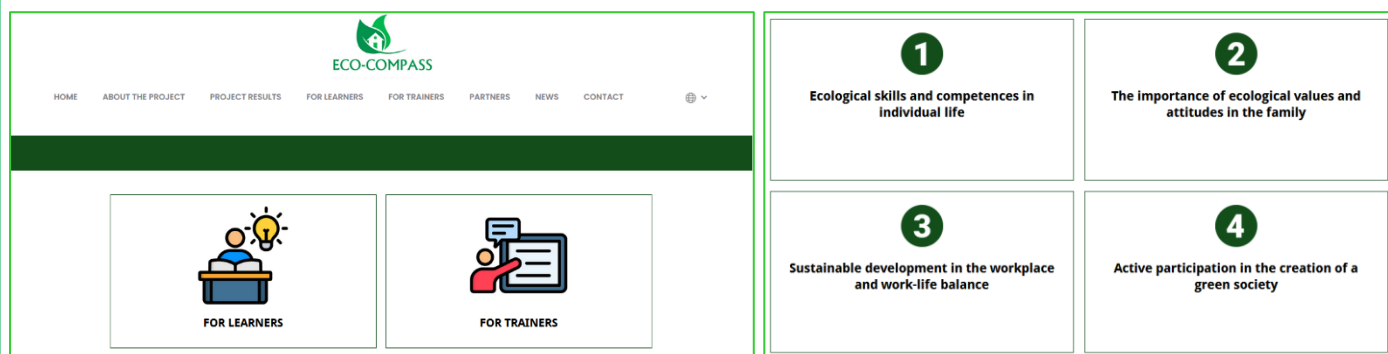 ECO-COMPASS
HOME ABOUT THE PROJECT PROJECT RESULTS FOR LEARNERS FOR TRAINERS PARTNERS NEWS CONTACT
FOR LEARNERS
FOR TRAINERS
1
Ecological skills and competences in
individual life
2
The importance of ecological values and
attitudes in the family
3
Sustainable development in the workplace
and work-life balance
4
Active participation in the creation of a
green society